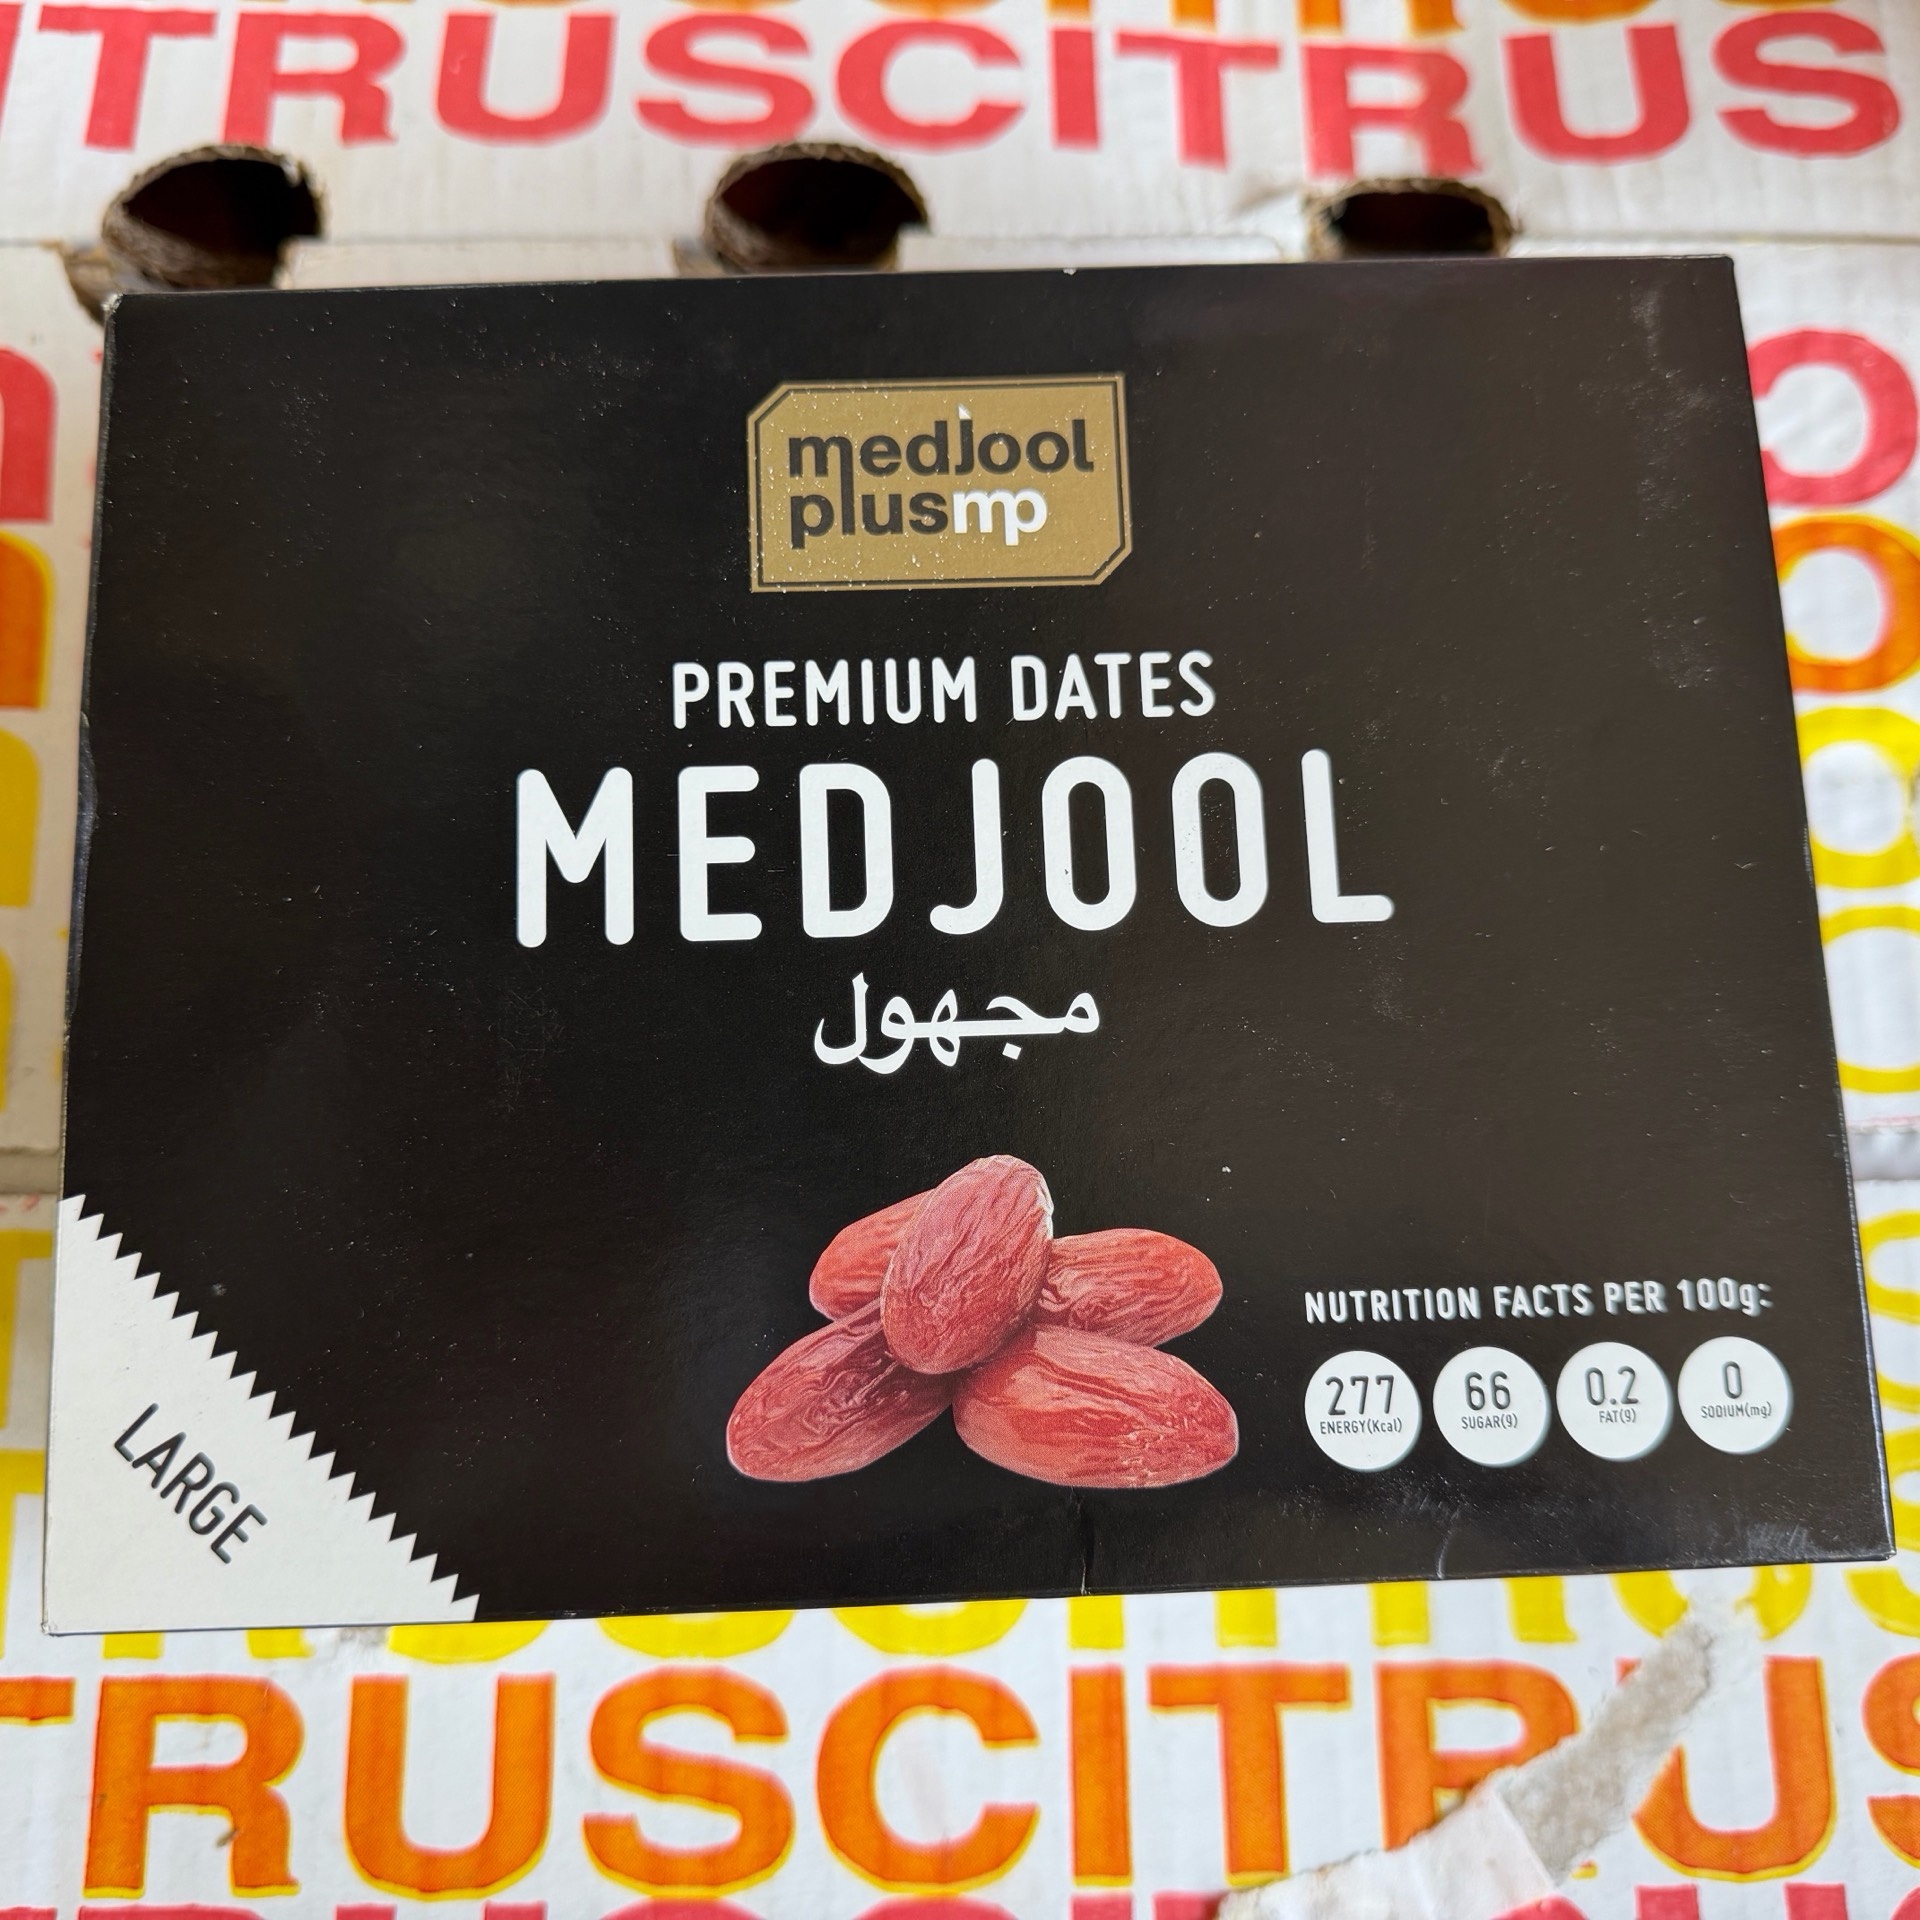 TRUSCITRUS
medjool
plusmp
PREMIUM DATES
MEDJOOL
مجهول
NUTRITION FACTS PER 100g:
277
ENERGY(Kcal)
66
SUGAR(g)
0.2
FAT(g)
0
SODIUM(mg)
LARGE
TRUSCITRUS